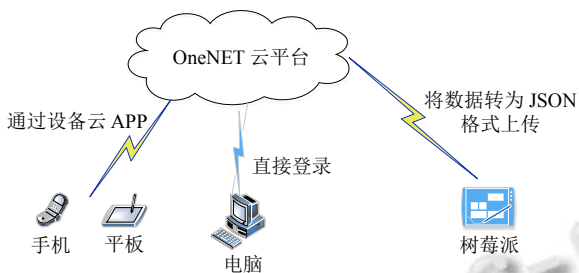 OneNET 云平台
通过设备云 APP
将数据转为 JSON
格式上传
直接登录
手机
平板
电脑
树莓派